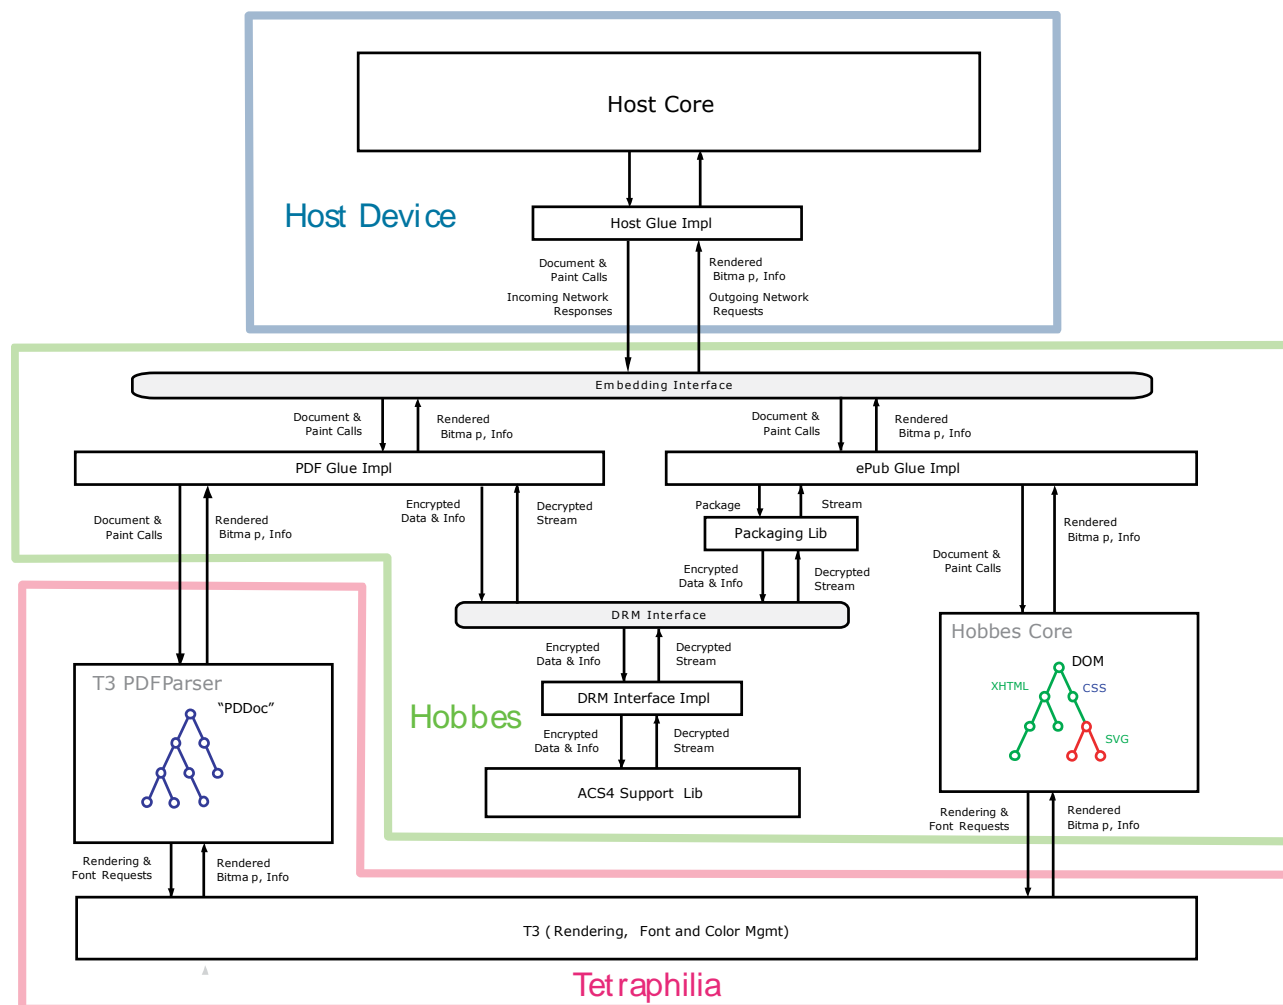 Host Core
Host Device
Host Glue Impl
Document &
Paint Calls
Rendered
Bitma p, Info
Incoming Network
Responses
Outgoing Network
Requests
Embedding Interface
Document &
Paint Calls
Rendered
Bitma p, Info
Document &
Paint Calls
Rendered
Bitma p, Info
PDF Glue Impl
ePub Glue Impl
Document &
Paint Calls
Rendered
Bitma p, Info
Encrypted
Data & Info
Decrypted
Stream
Package
Stream
Packaging Lib
Encrypted
Data & Info
Decrypted
Stream
Document &
Paint Calls
Rendered
Bitma p, Info
DRM Interface
Encrypted
Data & Info
Decrypted
Stream
DRM Interface Impl
Encrypted
Data & Info
Decrypted
Stream
ACS4 Support Lib
Hobbes
T3 PDFParser
“PDDoc”
Hobbes Core
DOM
XHTML
CSS
SVG
Rendering &
Font Requests
Rendered
Bitma p, Info
Rendering &
Font Requests
Rendered
Bitma p, Info
T3 ( Rendering, Font and Color Mgmt)
Tetraphilia